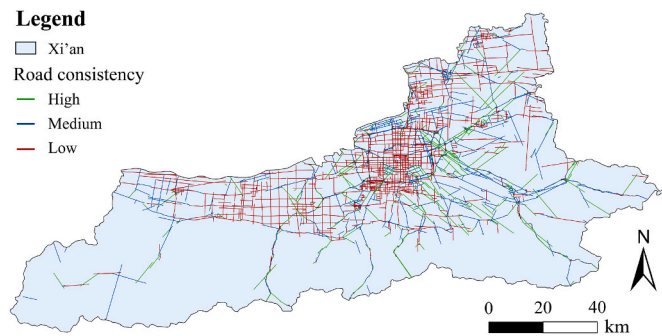 Legend
Xi’an
Road consistency
High
Medium
Low
N
0 20 40
km